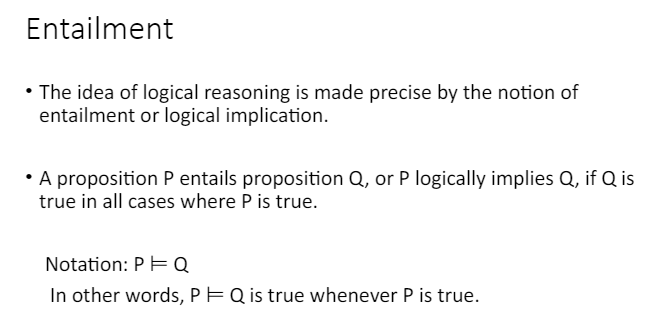 Entailment
• The idea of logical reasoning is made precise by the notion of
entailment or logical implication.
• A proposition P entails proposition Q, or P logically implies Q, if Q is
true in all cases where P is true.
Notation: P ⊨ Q
In other words, P ⊨ Q is true whenever P is true.